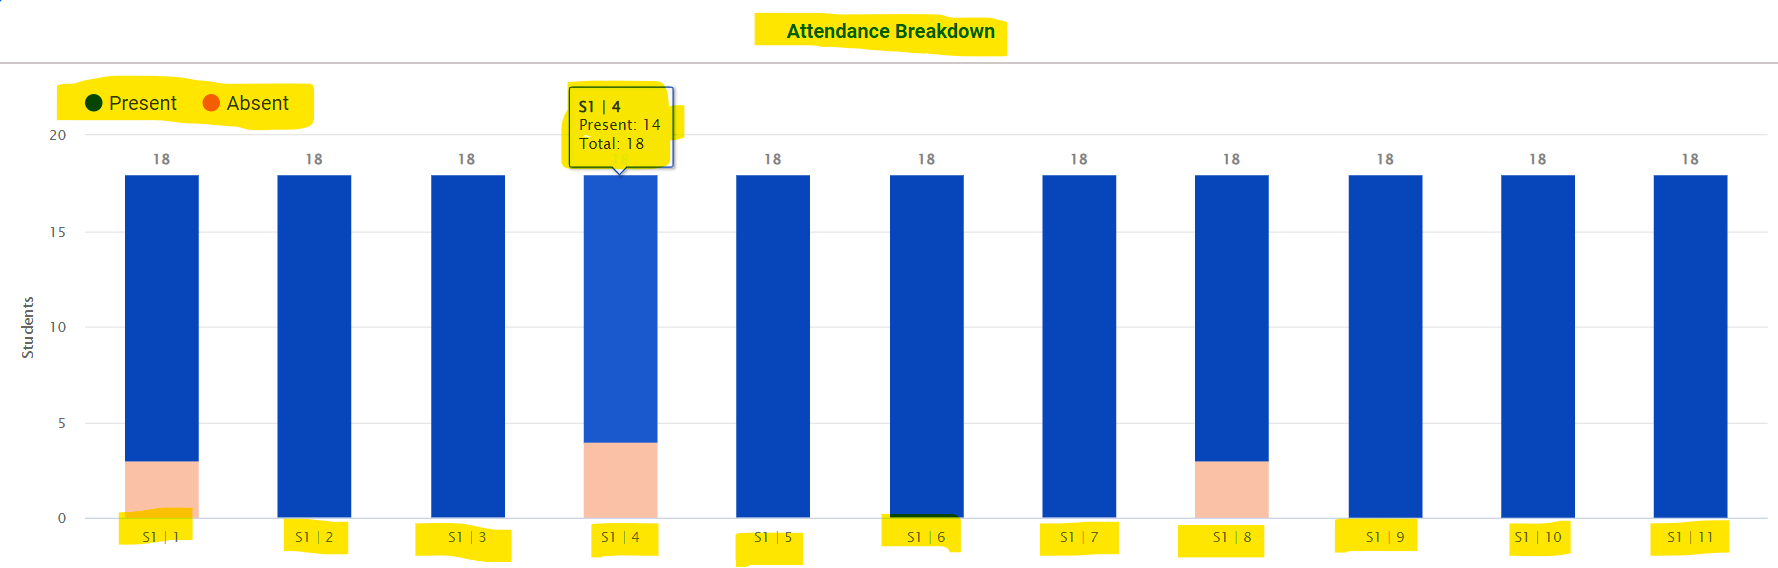 Attendance Breakdown
Present Absent
S1 | 4
Present: 14
Total: 18
20
18 18 18 18 18 18 18 18 18 18
15
10
5
0
Students
S1 | 1 S1 | 2 S1 | 3 S1 | 4 S1 | 5 S1 | 6 S1 | 7 S1 | 8 S1 | 9 S1 | 10 S1 | 11